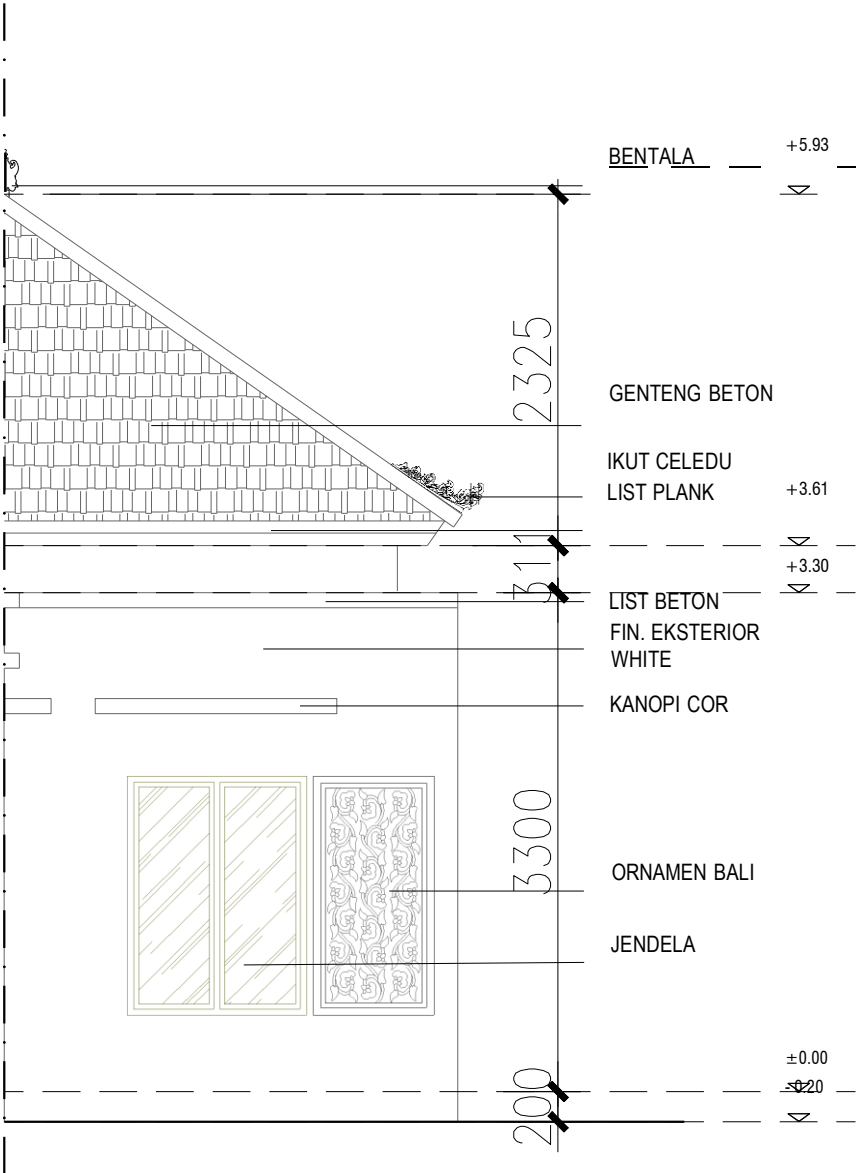 BENTALA
+5.93
2325
GENTENG BETON
IKUT CELEDU
LIST PLANK
+3.61
311
+3.30
LIST BETON
FIN. EKSTERIOR
WHITE
KANOPI COR
3300
ORNAMEN BALI
JENDELA
±0.00
-0.20
200